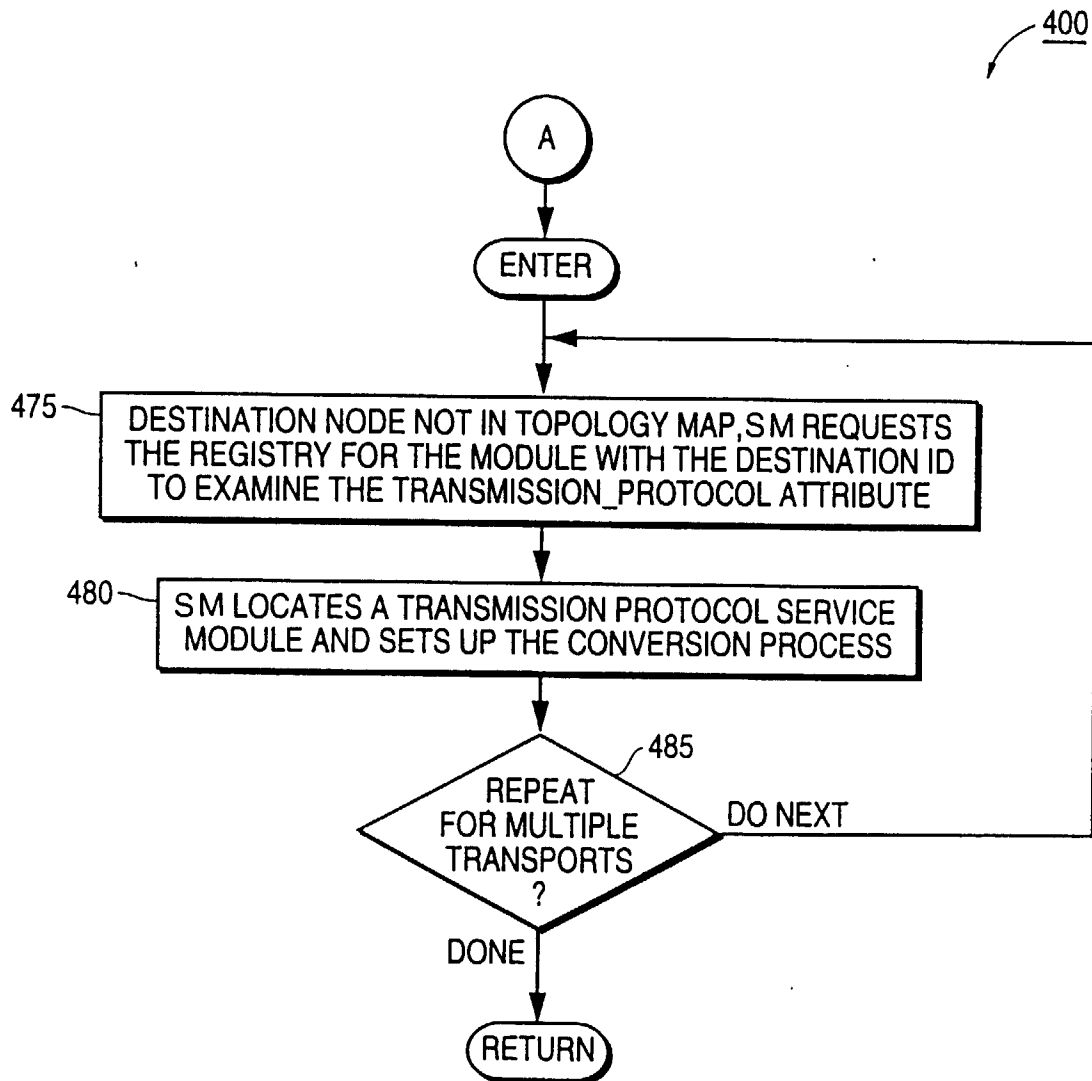 400
A
ENTER
475
DESTINATION NODE NOT IN TOPOLOGY MAP, SM REQUESTS
THE REGISTRY FOR THE MODULE WITH THE DESTINATION ID
TO EXAMINE THE TRANSMISSION_PROTOCOL ATTRIBUTE
480
SM LOCATES A TRANSMISSION PROTOCOL SERVICE
MODULE AND SETS UP THE CONVERSION PROCESS
485
REPEAT
FOR MULTIPLE
TRANSPORTS
?
DO NEXT
DONE
RETURN